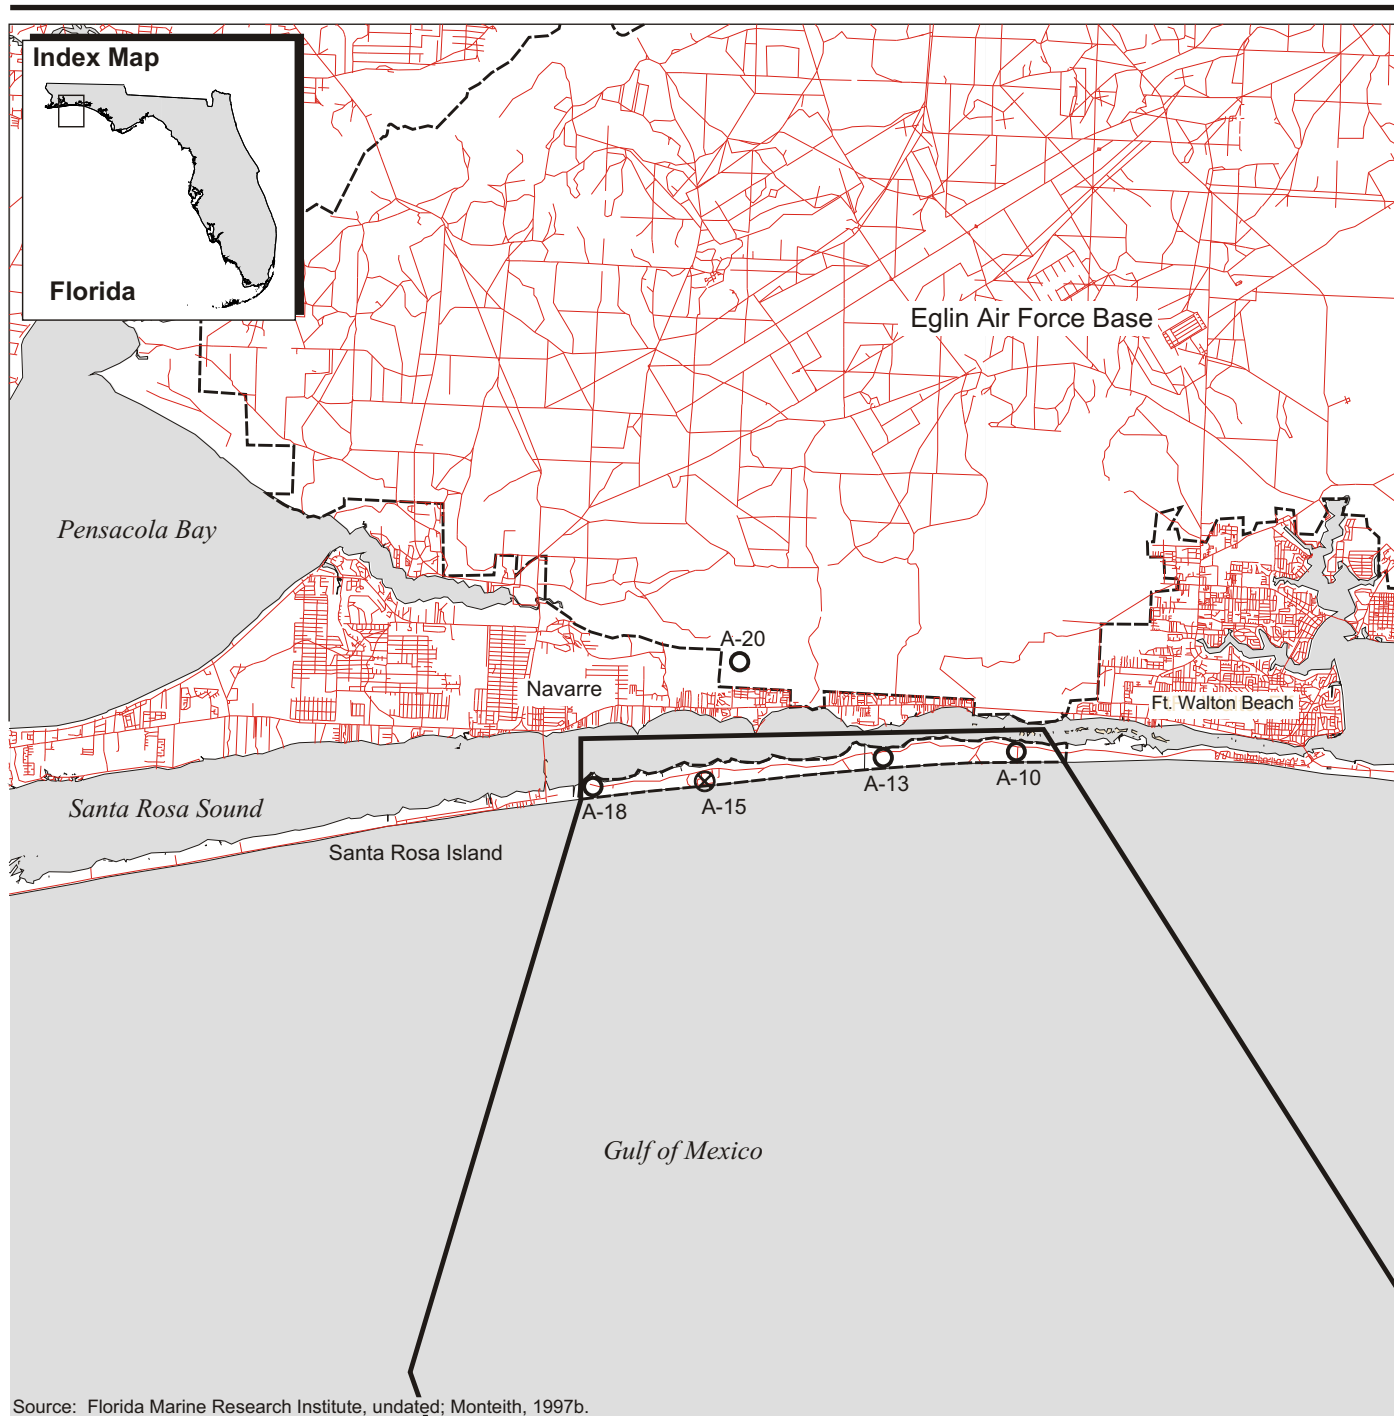 Index Map
Florida
Eglin Air Force Base
Pensacola Bay
A-20
Navarre
Ft. Walton Beach
A-18
A-15
A-13
A-10
Santa Rosa Sound
Santa Rosa Island
Gulf of Mexico
Source: Florida Marine Research Institute, undated; Monteith, 1997b.